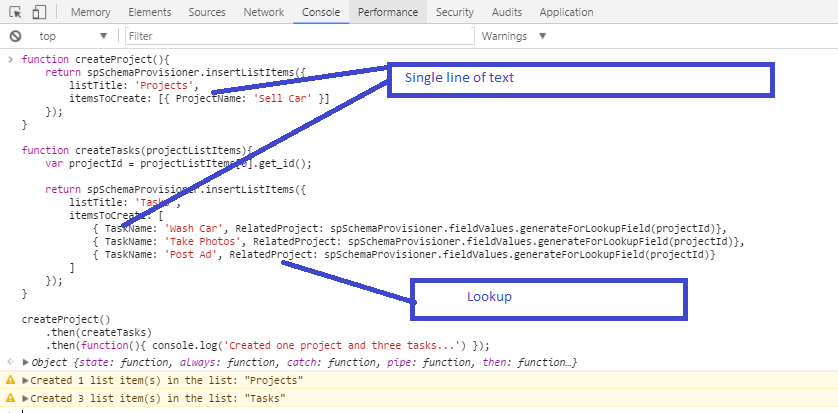 Memory Elements Sources Network Console Performance Security Audits Application
top Filter Warnings
function createProject(){
return spSchemaProvisioner.insertListItems({
Single line of text
listTitle: 'Projects',
itemsToCreate: [{ ProjectName: 'Sell Car' }]
});
}
function createTasks(projectListItems){
var projectId = projectListItems[0].get_id();
return spSchemaProvisioner.insertListItems({
listTitle: 'Tasks',
itemsToCreate: [
{ TaskName: 'Wash Car', RelatedProject: spSchemaProvisioner.fieldValues.generateForLookupField(projectId)},
{ TaskName: 'Take Photos', RelatedProject: spSchemaProvisioner.fieldValues.generateForLookupField(projectId)},
{ TaskName: 'Post Ad', RelatedProject: spSchemaProvisioner.fieldValues.generateForLookupField(projectId)}
]
});
Lookup
}
createProject()
.then(createTasks)
.then(function(){ console.log('Created one project and three tasks...') });
Object {state: function, always: function, catch: function, pipe: function, then: function…}
Created 1 list item(s) in the list: "Projects"
Created 3 list item(s) in the list: "Tasks"